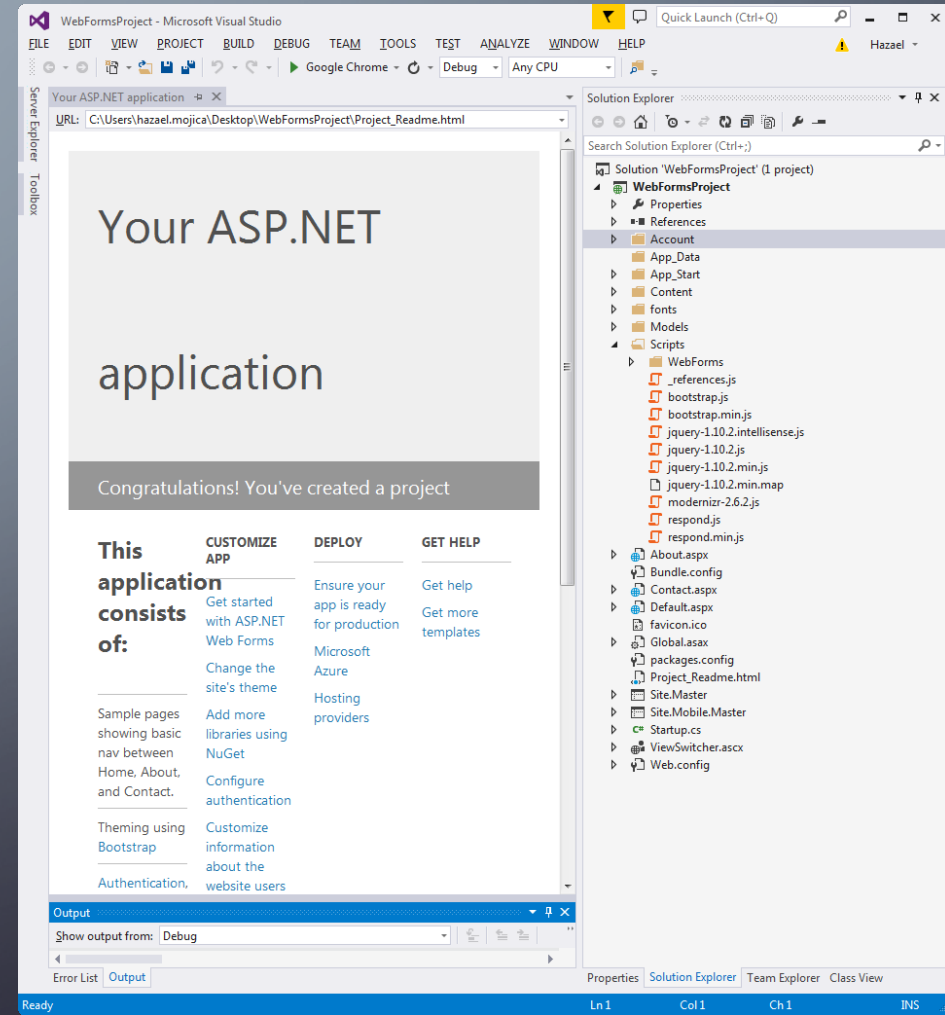 WebFormsProject - Microsoft Visual Studio
Quick Launch (Ctrl+Q)
FILE EDIT VIEW PROJECT BUILD DEBUG TEAM TOOLS TEST ANALYZE WINDOW HELP
Hazael
Google Chrome
Debug
Any CPU
Server Explorer
Toolbox
Your ASP.NET application
URL: C:\Users\hazael.mojica\Desktop\WebFormsProject\Project_Readme.html
Your ASP.NET
application
Congratulations! You've created a project
This
application
consists
of:
Sample pages
showing basic
nav between
Home, About,
and Contact.
Theming using
Bootstrap
Authentication,
CUSTOMIZE
APP
Get started
with ASP.NET
Web Forms
Change the
site's theme
Add more
libraries using
NuGet
Configure
authentication
Customize
information
about the
website users
DEPLOY
Ensure your
app is ready
for production
Microsoft
Azure
Hosting
providers
GET HELP
Get help
Get more
templates
Output
Show output from: Debug
Error List Output
Solution Explorer
Search Solution Explorer (Ctrl+;)
Solution 'WebFormsProject' (1 project)
WebFormsProject
Properties
References
Account
App_Data
App_Start
Content
fonts
Models
Scripts
WebForms
_references.js
bootstrap.js
bootstrap.min.js
jquery-1.10.2.intellisense.js
jquery-1.10.2.js
jquery-1.10.2.min.js
jquery-1.10.2.min.map
modernizr-2.6.2.js
respond.js
respond.min.js
About.aspx
Bundle.config
Contact.aspx
Default.aspx
favicon.ico
Global.asax
packages.config
Project_Readme.html
Site.Master
Site.Mobile.Master
Startup.cs
ViewSwitcher.ascx
Web.config
Properties Solution Explorer Team Explorer Class View
Ready
Ln 1 Col 1 Ch 1 INS